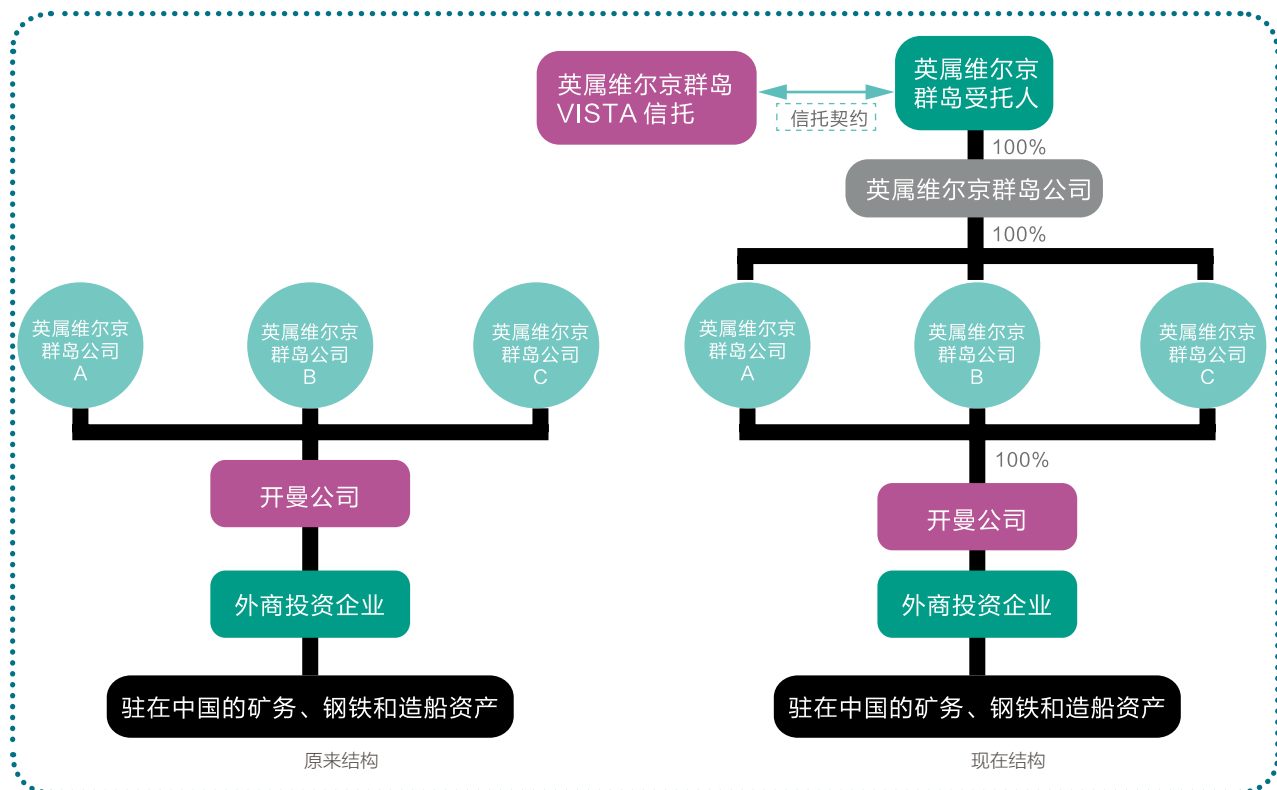 英属维尔京群岛
VISTA 信托
信托契约
英属维尔京
群岛受托人
100%
英属维尔京群岛公司
100%
英属维尔京
群岛公司
A
英属维尔京
群岛公司
B
英属维尔京
群岛公司
C
英属维尔京
群岛公司
A
英属维尔京
群岛公司
B
英属维尔京
群岛公司
C
100%
开曼公司
开曼公司
外商投资企业
外商投资企业
驻在中国的矿务、钢铁和造船资产
驻在中国的矿务、钢铁和造船资产
原来结构
现在结构